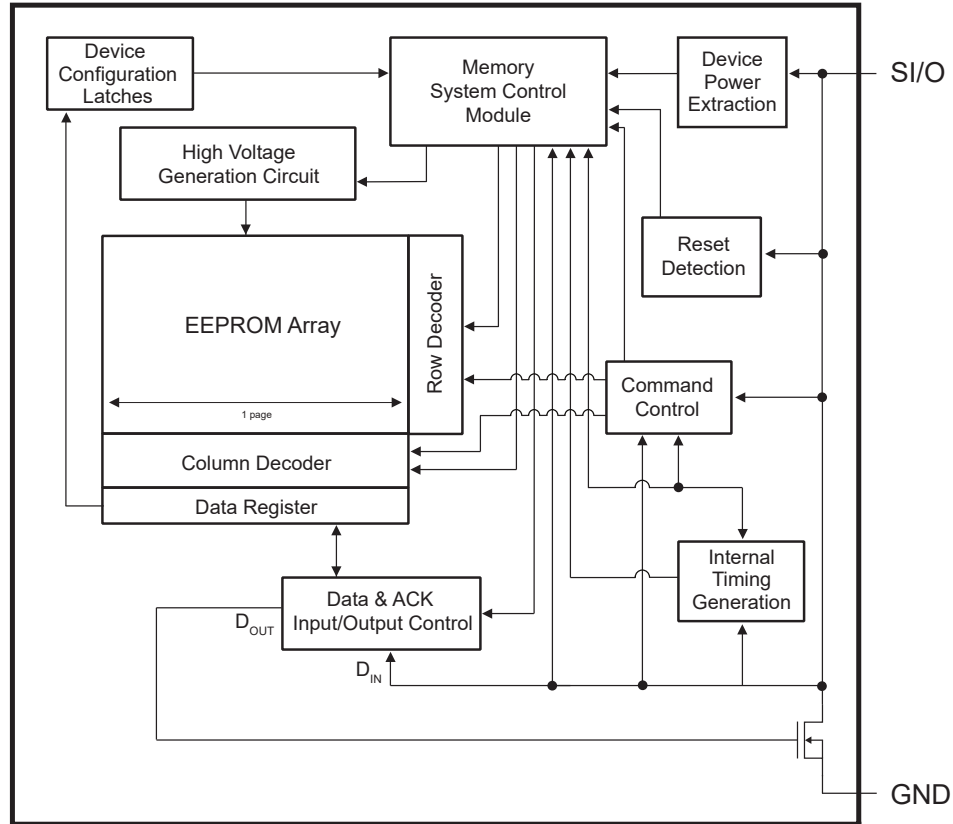 Device
Configuration
Latches
Memory
System Control
Module
Device
Power
Extraction
SI/O
High Voltage
Generation Circuit
Reset
Detection
EEPROM Array
Row Decoder
1 page
Command
Control
Column Decoder
Data Register
Internal
Timing
Generation
Data & ACK
Input/Output Control
DOUT
DIN
GND